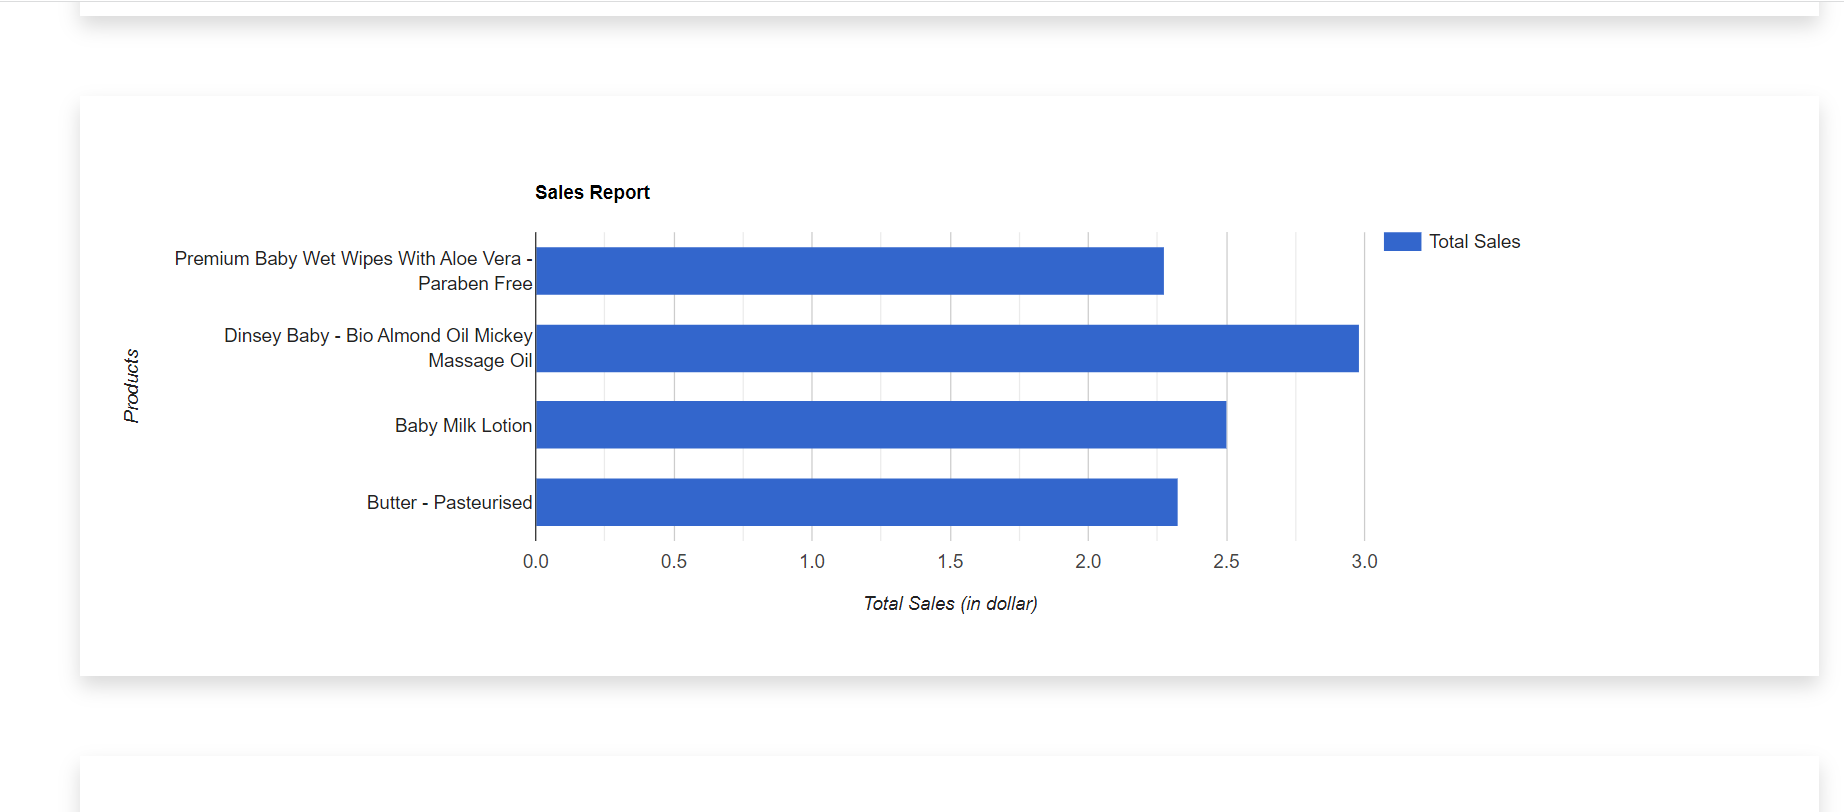 Sales Report
Total Sales
Premium Baby Wet Wipes With Aloe Vera -
Paraben Free
Dinsey Baby - Bio Almond Oil Mickey
Massage Oil
Baby Milk Lotion
Butter - Pasteurised
Products
0.0 0.5 1.0 1.5 2.0 2.5 3.0
Total Sales (in dollar)